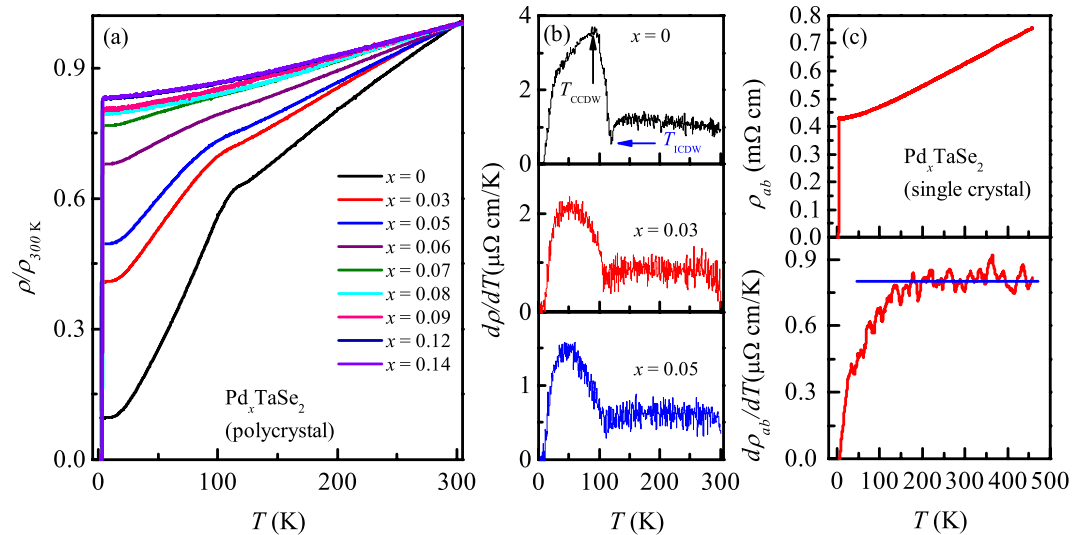 (a)
0.9
0.6
0.3
0.0
ρ/ρ300 K
x = 0
x = 0.03
x = 0.05
x = 0.06
x = 0.07
x = 0.08
x = 0.09
x = 0.12
x = 0.14
PdxTaSe2
(polycrystal)
0 100 200 300
T (K)
(b)
x = 0
4
2
0
TCCDW
TICDW
x = 0.03
2
1
0
x = 0.05
1
0
dρ/dT(μΩ cm/K)
0 100 200 300
T (K)
(c)
0.8
0.7
0.6
0.5
0.4
0.3
0.2
0.1
0.0
ρab (mΩ cm)
PdxTaSe2
(single crystal)
0.9
0.6
0.3
0.0
dρab/dT(μΩ cm/K)
0 100 200 300 400 500
T (K)